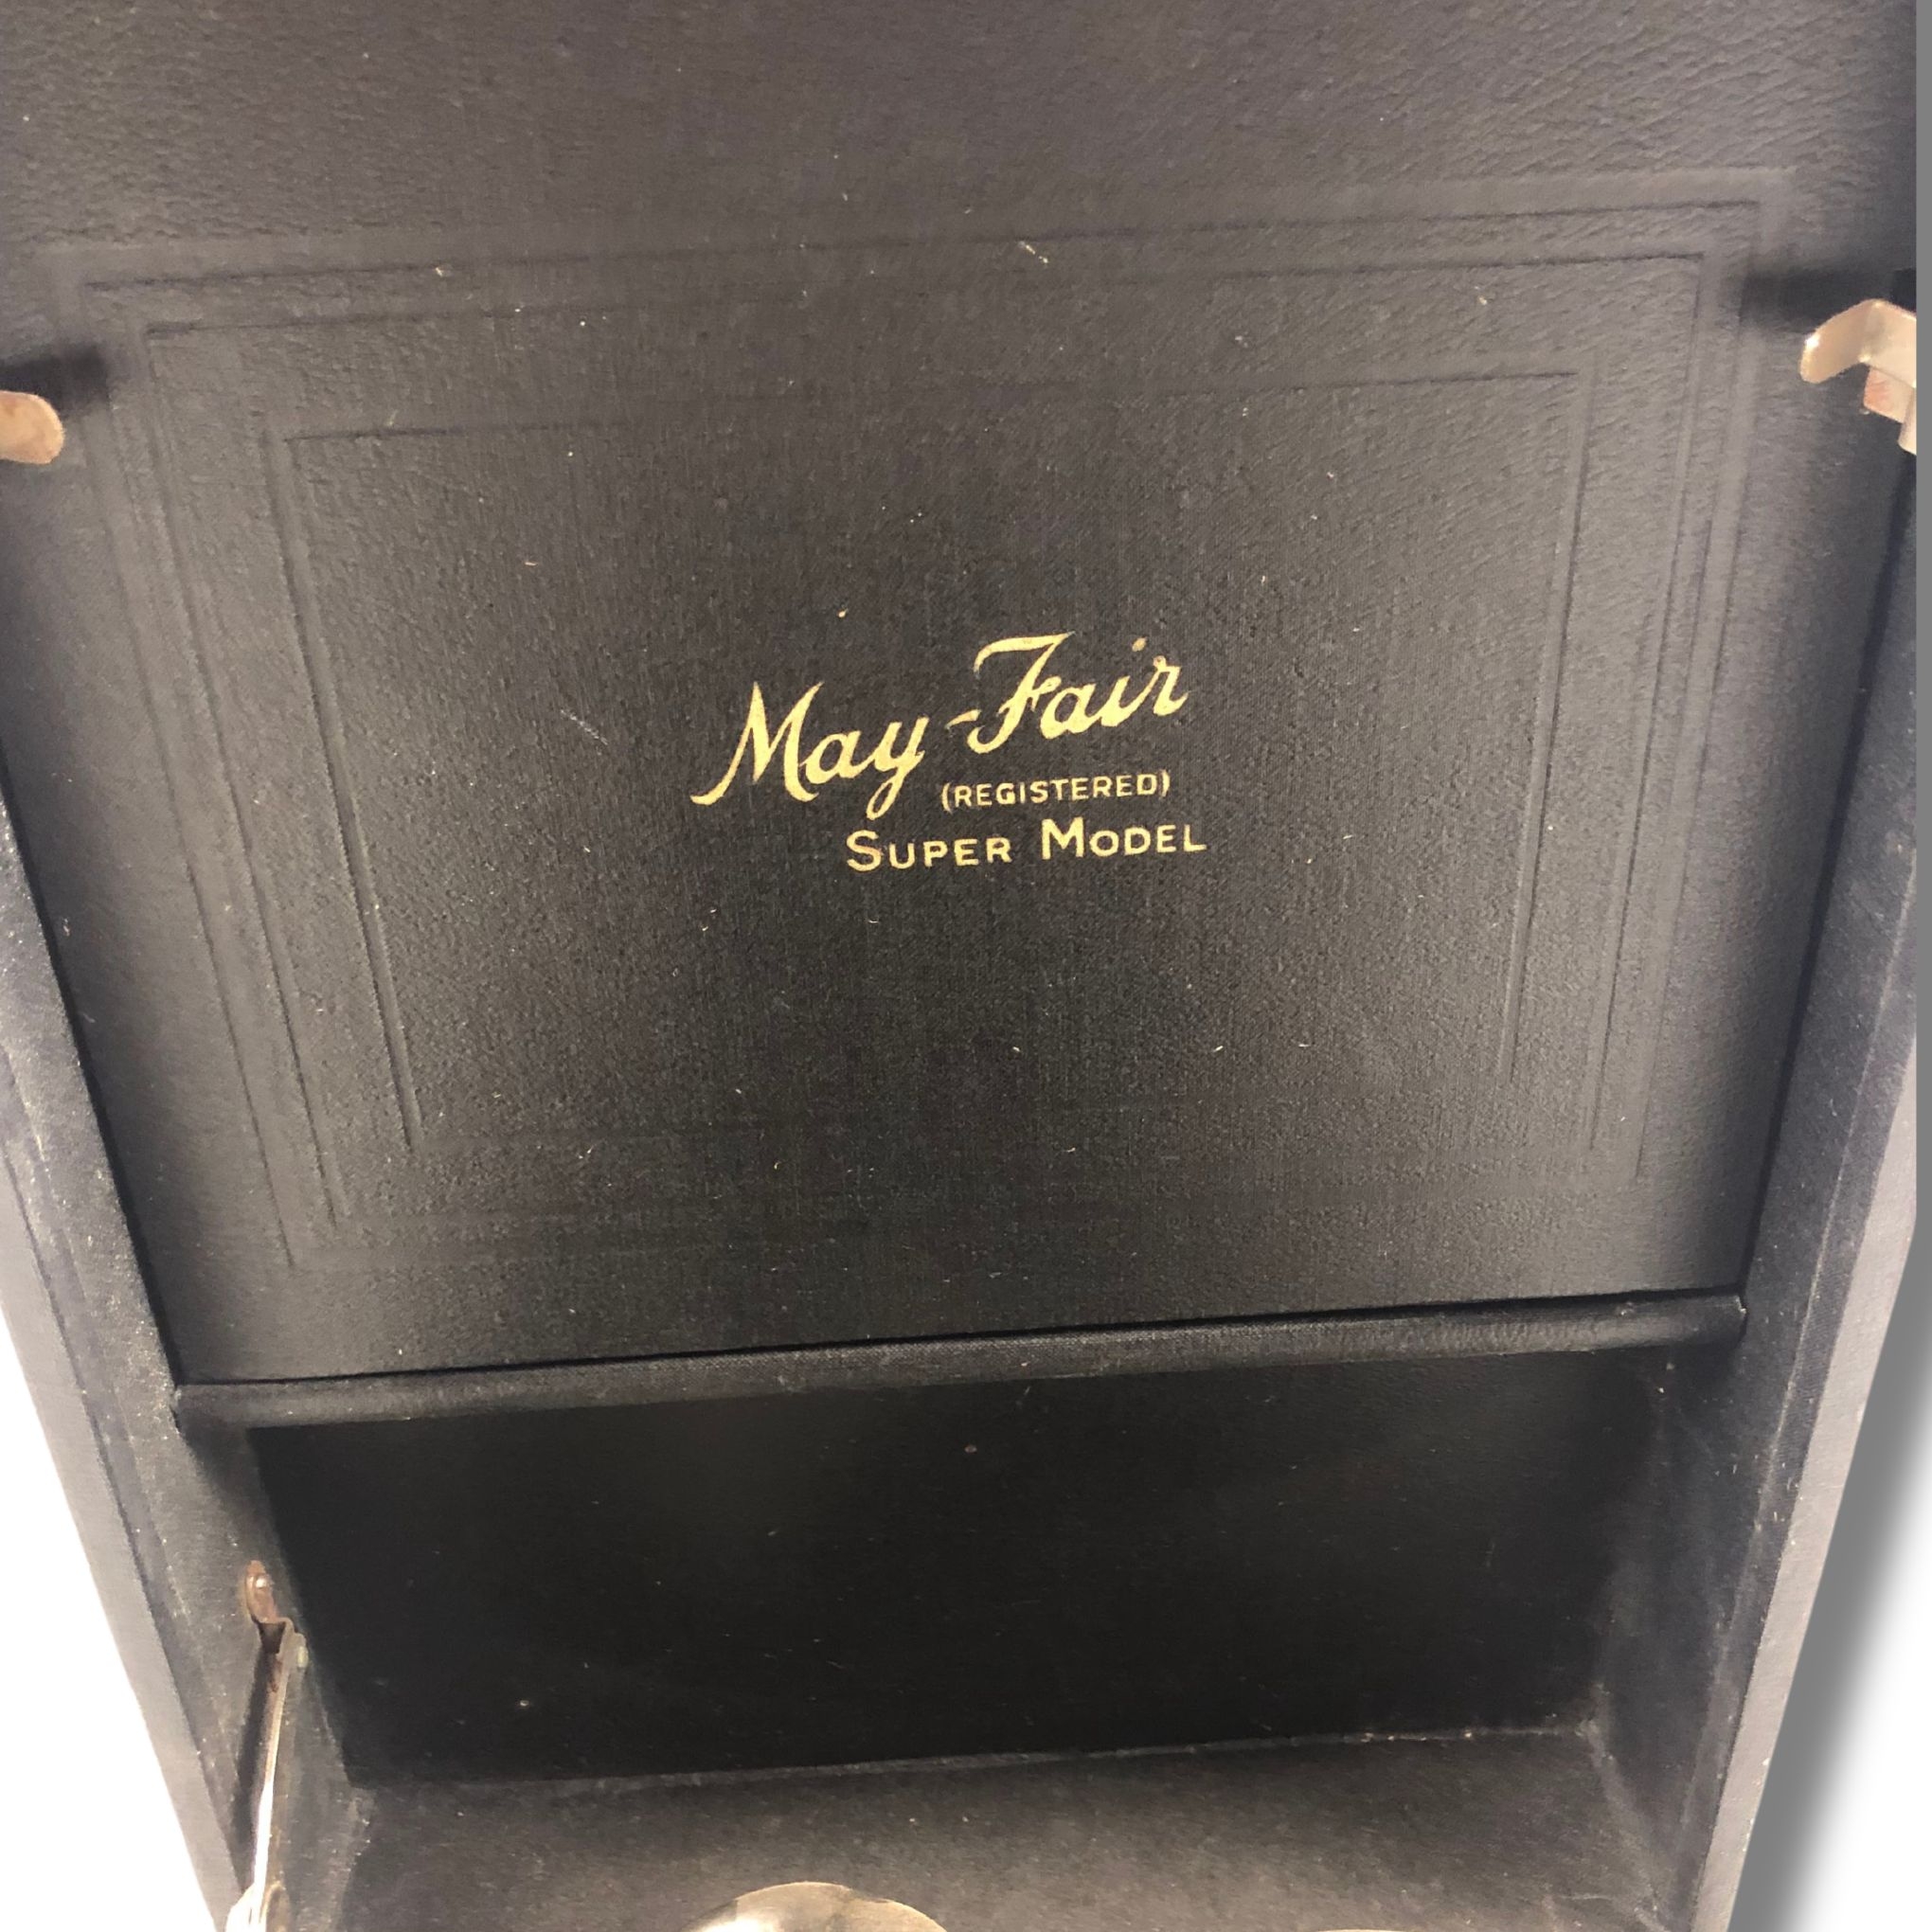 May-Fair
(REGISTERED)
SUPER MODEL